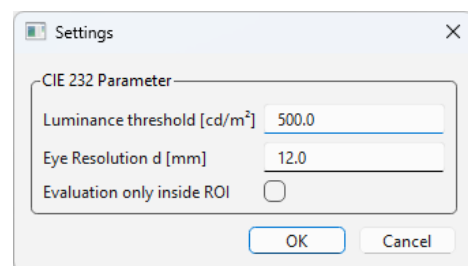 Settings
CIE 232 Parameter
Luminance threshold [cd/m²] 500.0
Eye Resolution d [mm] 12.0
Evaluation only inside ROI
OK Cancel